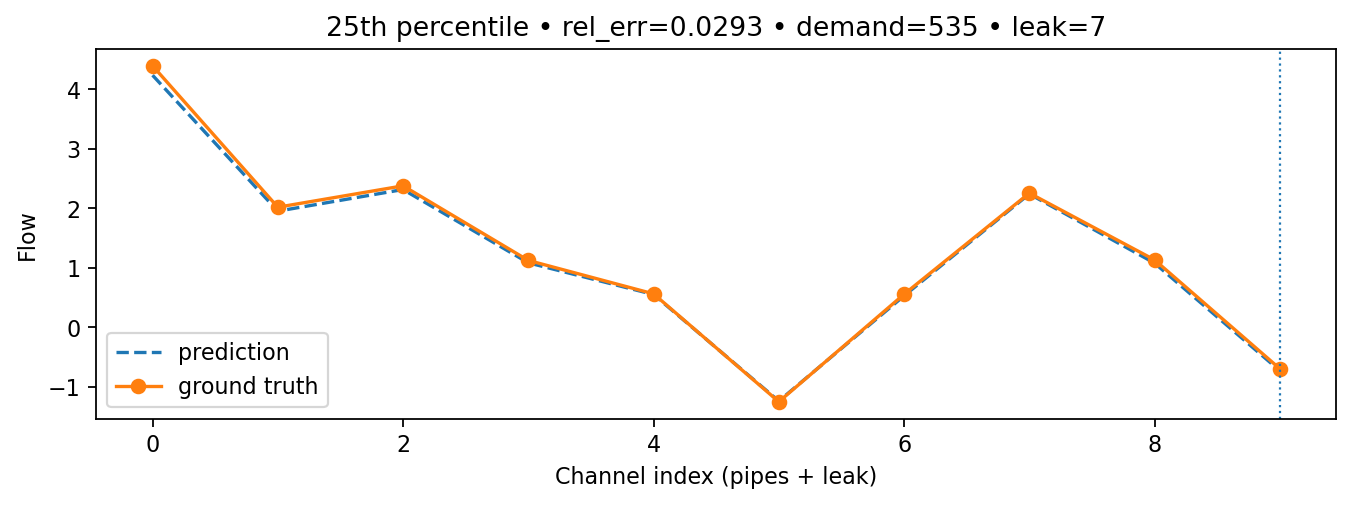 25th percentile • rel_err=0.0293 • demand=535 • leak=7
Flow
4
3
2
1
0
−1
prediction
ground truth
0 2 4 6 8
Channel index (pipes + leak)